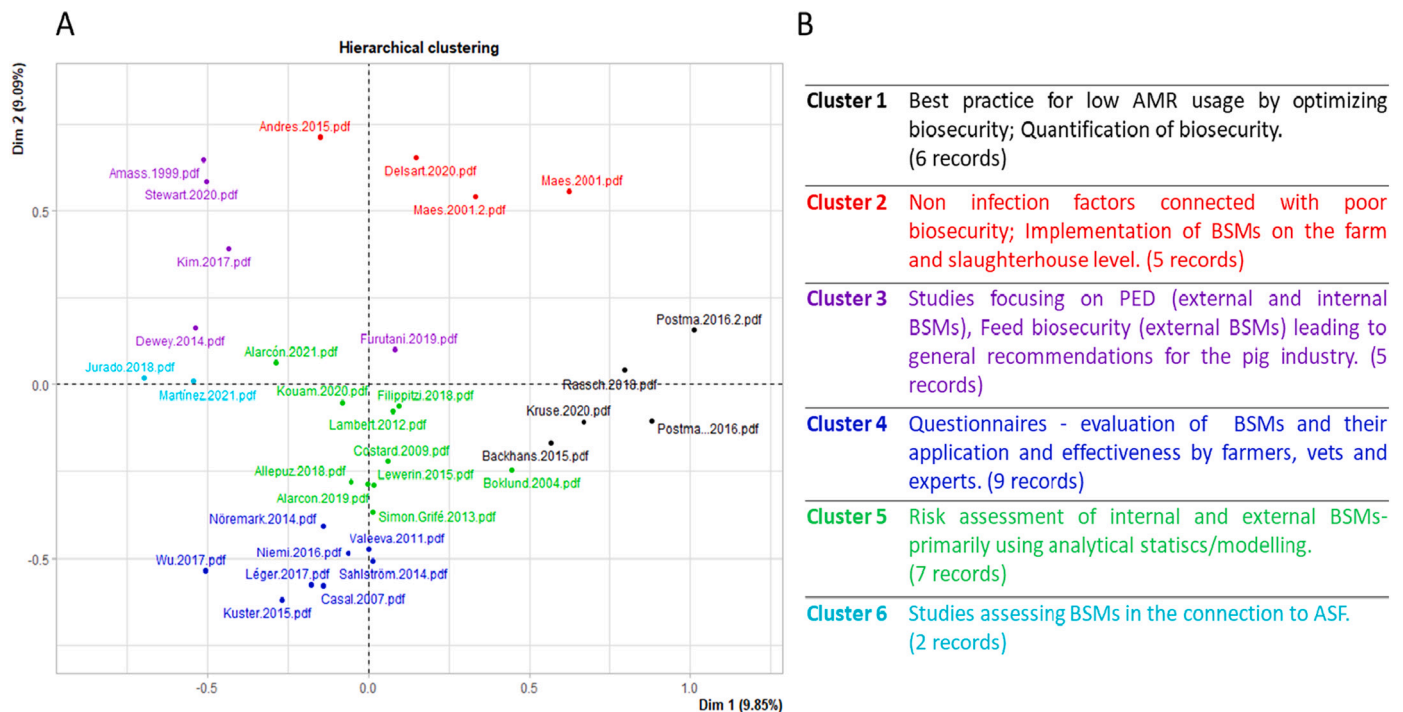 A
B
Hierarchical clustering
Dim 2 (9.09%)
0.5
0.0
-0.5
-0.5
0.0
0.5
1.0
Dim 1 (9.85%)
Andres.2015.pdf
Delsart.2020.pdf
Maes.2001.pdf
Maes.2001.2.pdf
Amass.1999.pdf
Stewart.2020.pdf
Kim.2017.pdf
Dewey.2014.pdf
Furutani.2019.pdf
Postma.2016.2.pdf
Jurado.2018.pdf
Alarcón.2021.pdf
Martínez.2021.pdf
Kouam.2020.pdf
Filippitzi.2018.pdf
Raasch.2018.pdf
Lambert.2012.pdf
Kruse.2020.pdf
Postma...2016.pdf
Costard.2009.pdf
Backhans.2015.pdf
Allepuz.2018.pdf
Lewerin.2015.pdf
Boklund.2004.pdf
Alarcon.2019.pdf
Simon.Grifé.2013.pdf
Nöremark.2014.pdf
Valeeva.2011.pdf
Niemi.2016.pdf
Wu.2017.pdf
Léger.2017.pdf
Sahlström.2014.pdf
Casal.2007.pdf
Kuster.2015.pdf
Cluster 1 Best practice for low AMR usage by optimizing
biosecurity; Quantification of biosecurity.
(6 records)
Cluster 2 Non infection factors connected with poor
biosecurity; Implementation of BSMs on the farm
and slaughterhouse level. (5 records)
Cluster 3 Studies focusing on PED (external and internal
BSMs), Feed biosecurity (external BSMs) leading to
general recommendations for the pig industry. (5
records)
Cluster 4 Questionnaires - evaluation of BSMs and their
application and effectiveness by farmers, vets and
experts. (9 records)
Cluster 5 Risk assessment of internal and external BSMs-
primarily using analytical statiscs/modelling.
(7 records)
Cluster 6 Studies assessing BSMs in the connection to ASF.
(2 records)